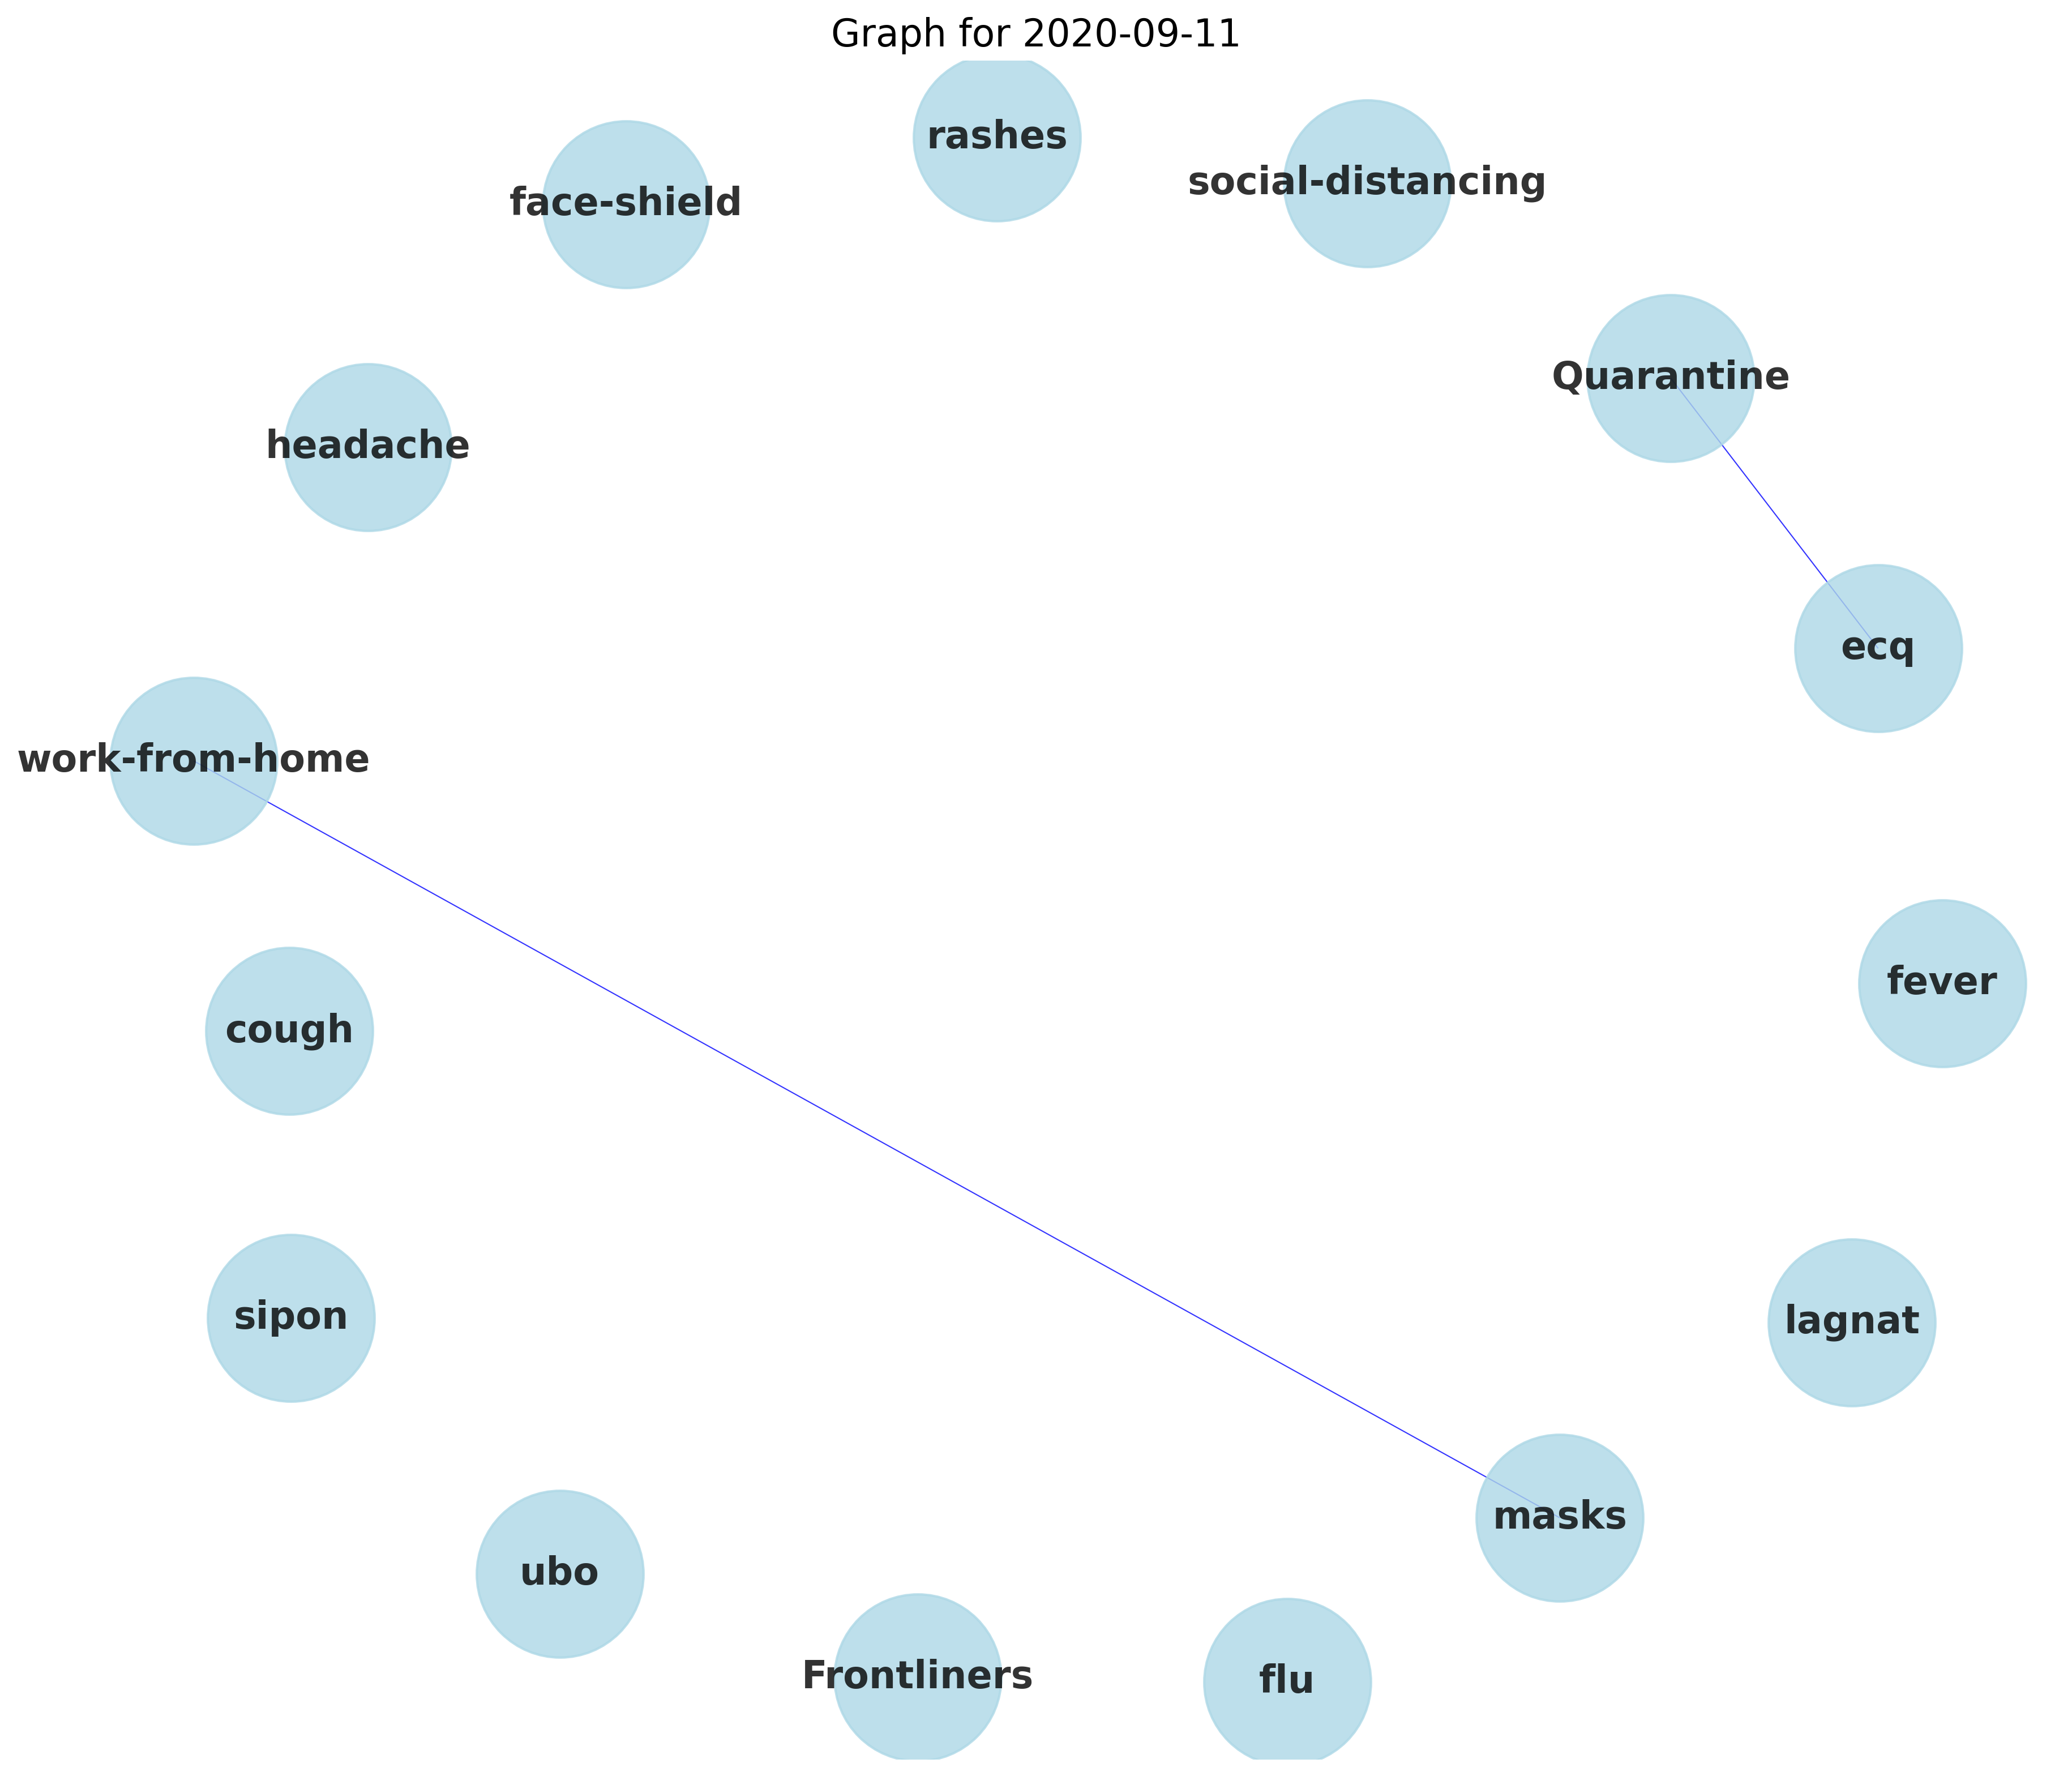 Graph for 2020-09-11
rashes
social-distancing
face-shield
Quarantine
headache
ecq
work-from-home
fever
cough
sipon
lagnat
masks
ubo
Frontliners
flu